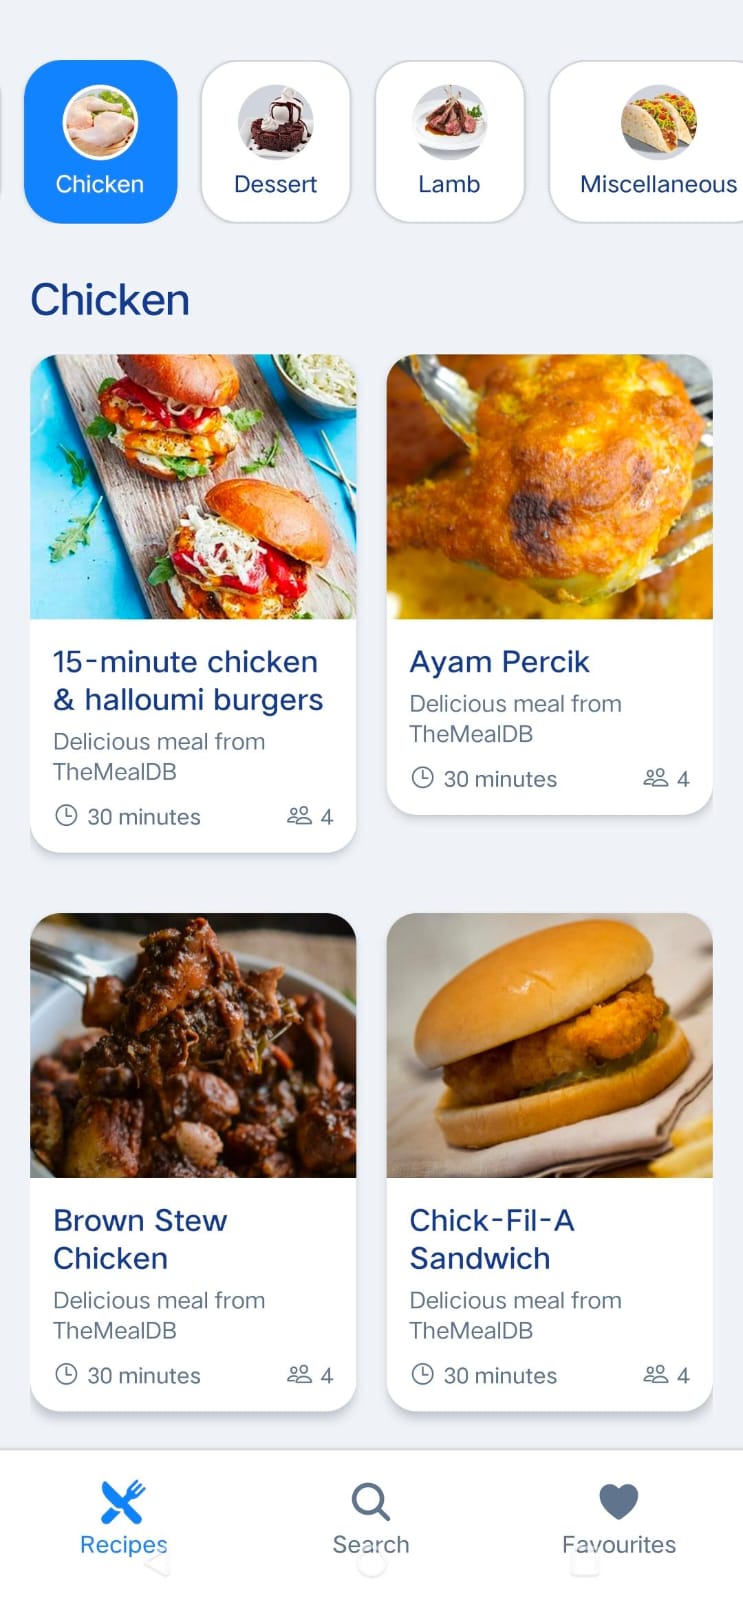 Chicken
Dessert
Lamb
Miscellaneous
Chicken
15-minute chicken
& halloumi burgers
Delicious meal from
TheMealDB
30 minutes
4
Ayam Percik
Delicious meal from
TheMealDB
30 minutes
4
Brown Stew
Chicken
Delicious meal from
TheMealDB
30 minutes
4
Chick-Fil-A
Sandwich
Delicious meal from
TheMealDB
30 minutes
4
Recipes
Search
Favourites